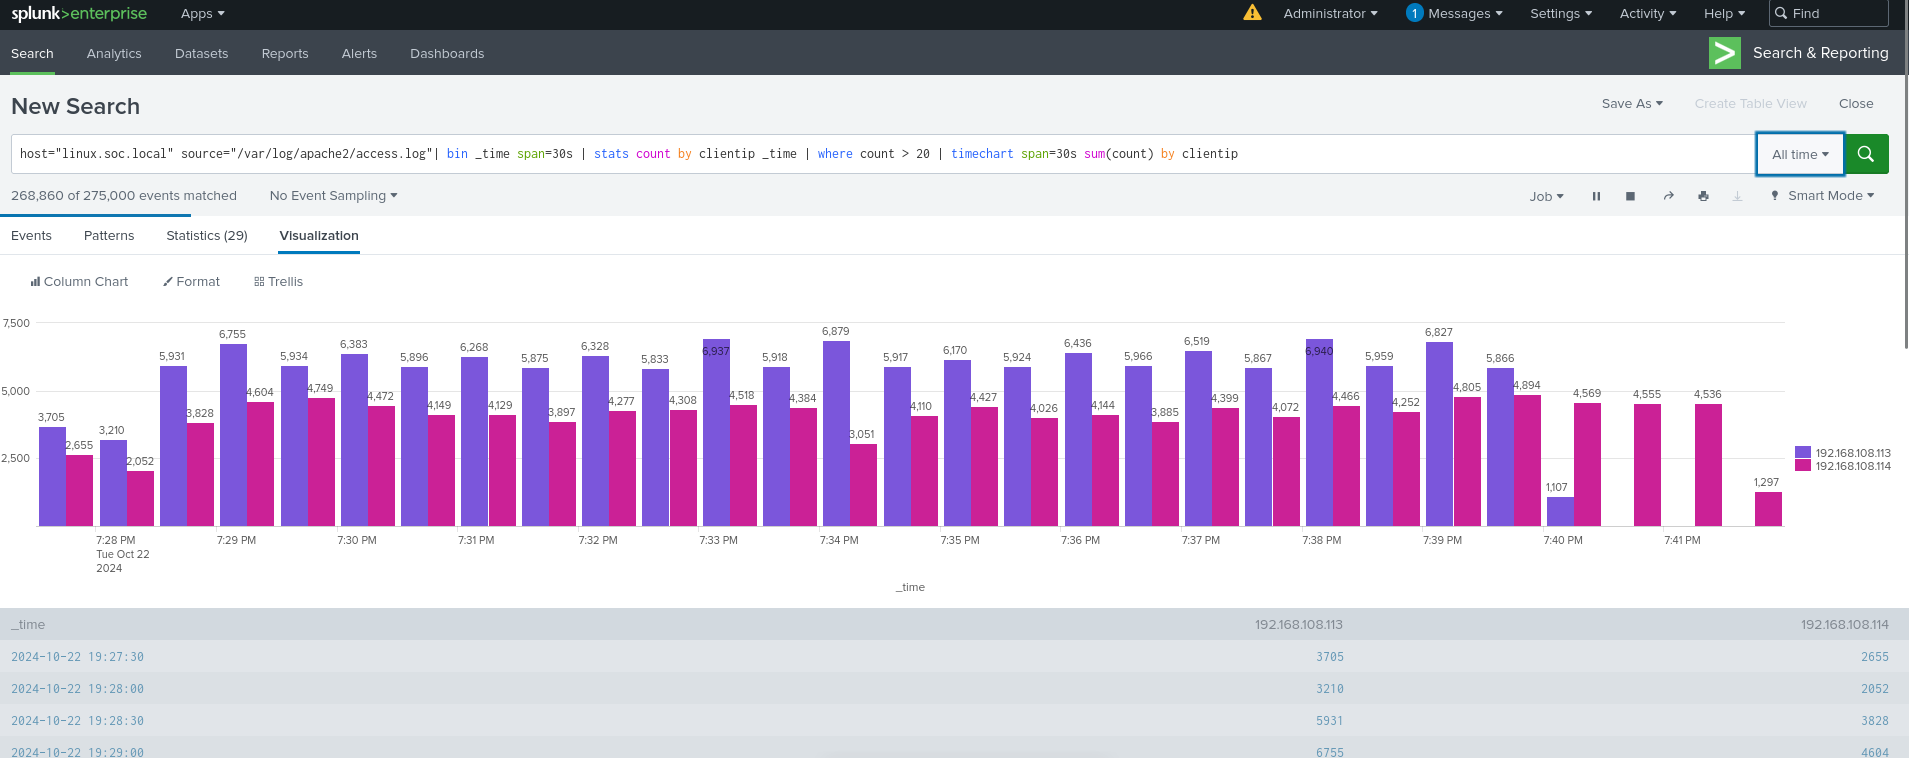 splunk>enterprise Apps Administrator 1 Messages Settings Activity Help Find
Search Analytics Datasets Reports Alerts Dashboards > Search & Reporting
New Search Save As Create Table View Close
host="linux.soc.local" source="/var/log/apache2/access.log"| bin _time span=30s | stats count by clientip _time | where count > 20 | timechart span=30s sum(count) by clientip All time
268,860 of 275,000 events matched No Event Sampling Job Smart Mode
Events Patterns Statistics (29) Visualization
Column Chart Format Trellis
7,500
5,000
2,500
3,705 2,655
3,210 2,052
5,931 3,828
6,755 4,604
5,934 4,749
6,383 4,472
5,896 4,149
6,268 4,129
5,875 3,897
6,328 4,277
5,833 4,308
6,937 4,518
5,918 4,384
6,879 3,051
5,917 4,110
6,170 4,427
5,924 4,026
6,436 4,144
5,966 3,885
6,519 4,399
5,867 4,072
6,940 4,466
5,959 4,252
6,827 4,805
5,866 4,894
1,107 4,569
4,555
4,536
1,297
192.168.108.113
192.168.108.114
7:28 PM 7:29 PM 7:30 PM 7:31 PM 7:32 PM 7:33 PM 7:34 PM 7:35 PM 7:36 PM 7:37 PM 7:38 PM 7:39 PM 7:40 PM 7:41 PM
Tue Oct 22
2024
_time
_time 192.168.108.113 192.168.108.114
2024-10-22 19:27:30 3705 2655
2024-10-22 19:28:00 3210 2052
2024-10-22 19:28:30 5931 3828
2024-10-22 19:29:00 6755 4604